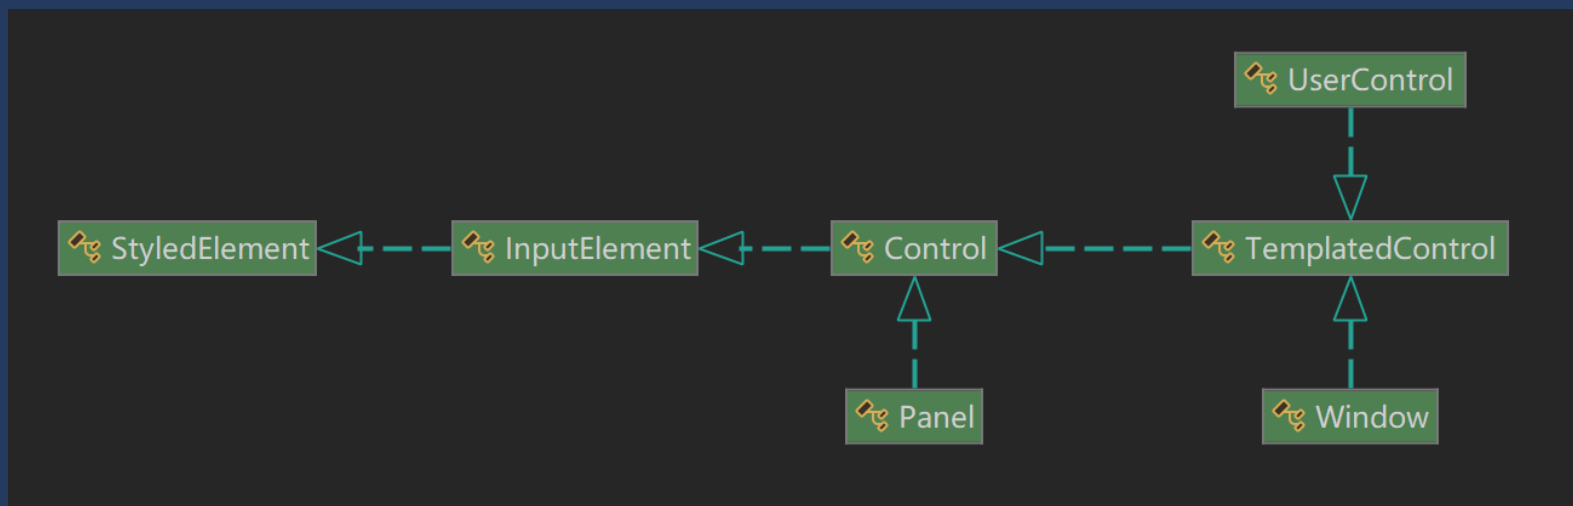 UserControl
StyledElement
InputElement
Control
TemplatedControl
Panel
Window